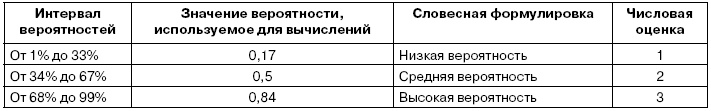 Интервал вероятностей Значение вероятности, используемое для вычислений Словесная формулировка Числовая оценка
От 1% до 33% 0,17 Низкая вероятность 1
От 34% до 67% 0,5 Средняя вероятность 2
От 68% до 99% 0,84 Высокая вероятность 3